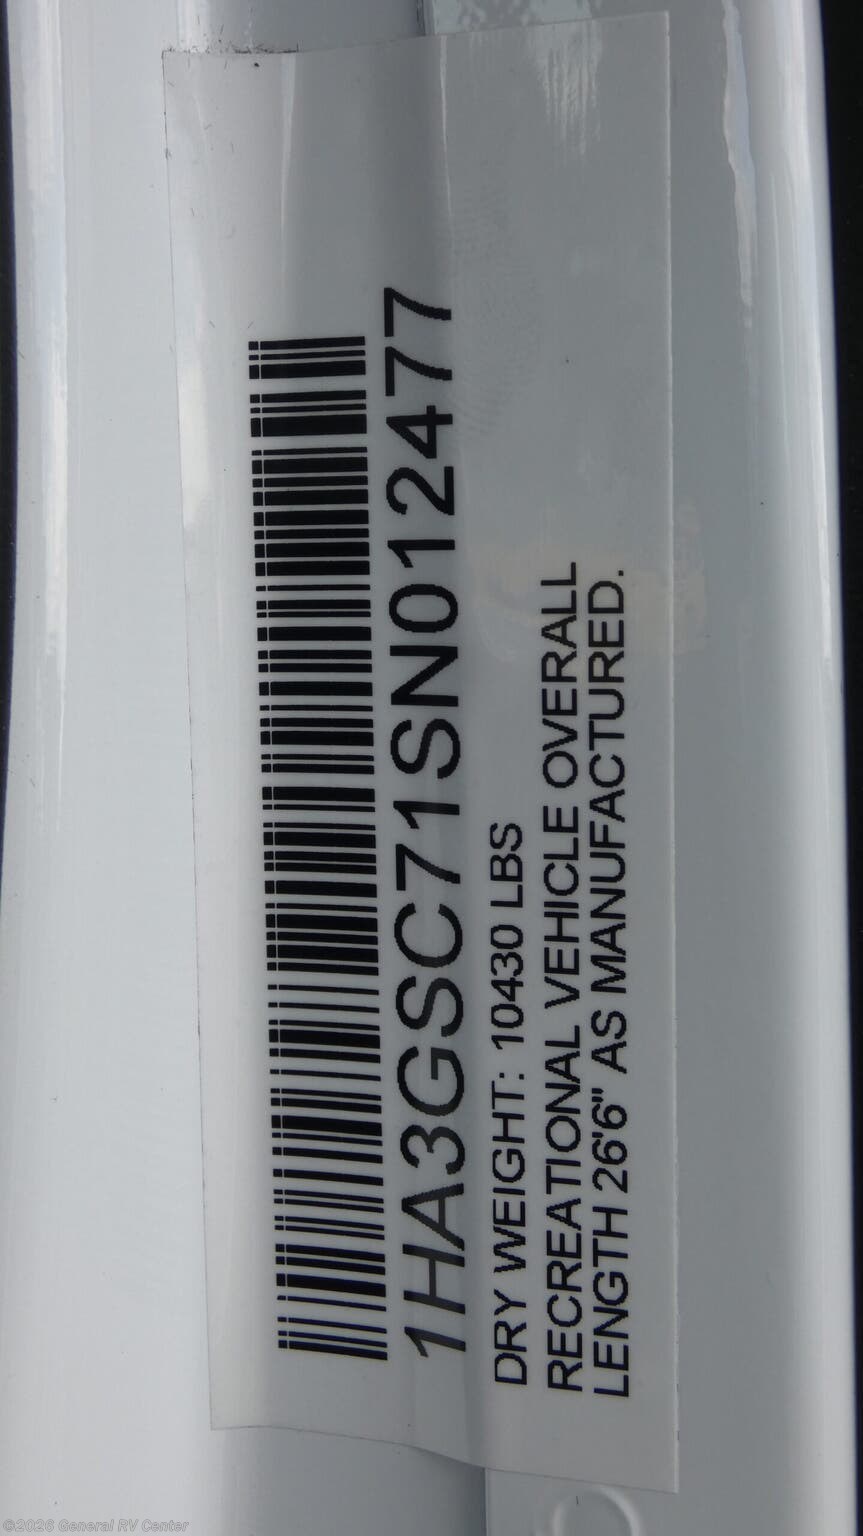 1HA3GSC71SN012477
DRY WEIGHT: 10430 LBS
RECREATIONAL VEHICLE OVERALL
LENGTH 26'6" AS MANUFACTURED.
©2026 General RV Center